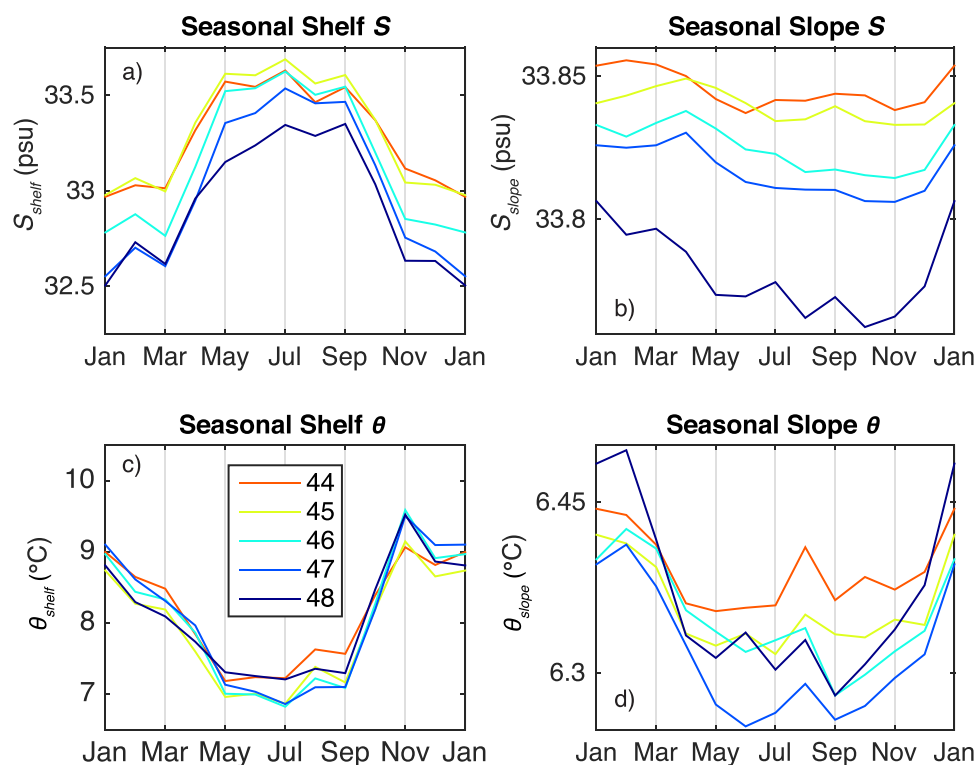 Seasonal Shelf S
Seasonal Slope S
a)
33.5
33
32.5
S_shelf (psu)
Jan Mar May Jul Sep Nov Jan
33.85
33.8
S_slope (psu)
b)
Jan Mar May Jul Sep Nov Jan
Seasonal Shelf θ
Seasonal Slope θ
c)
10
9
8
7
θ_shelf (°C)
44
45
46
47
48
Jan Mar May Jul Sep Nov Jan
6.45
6.3
θ_slope (°C)
d)
Jan Mar May Jul Sep Nov Jan